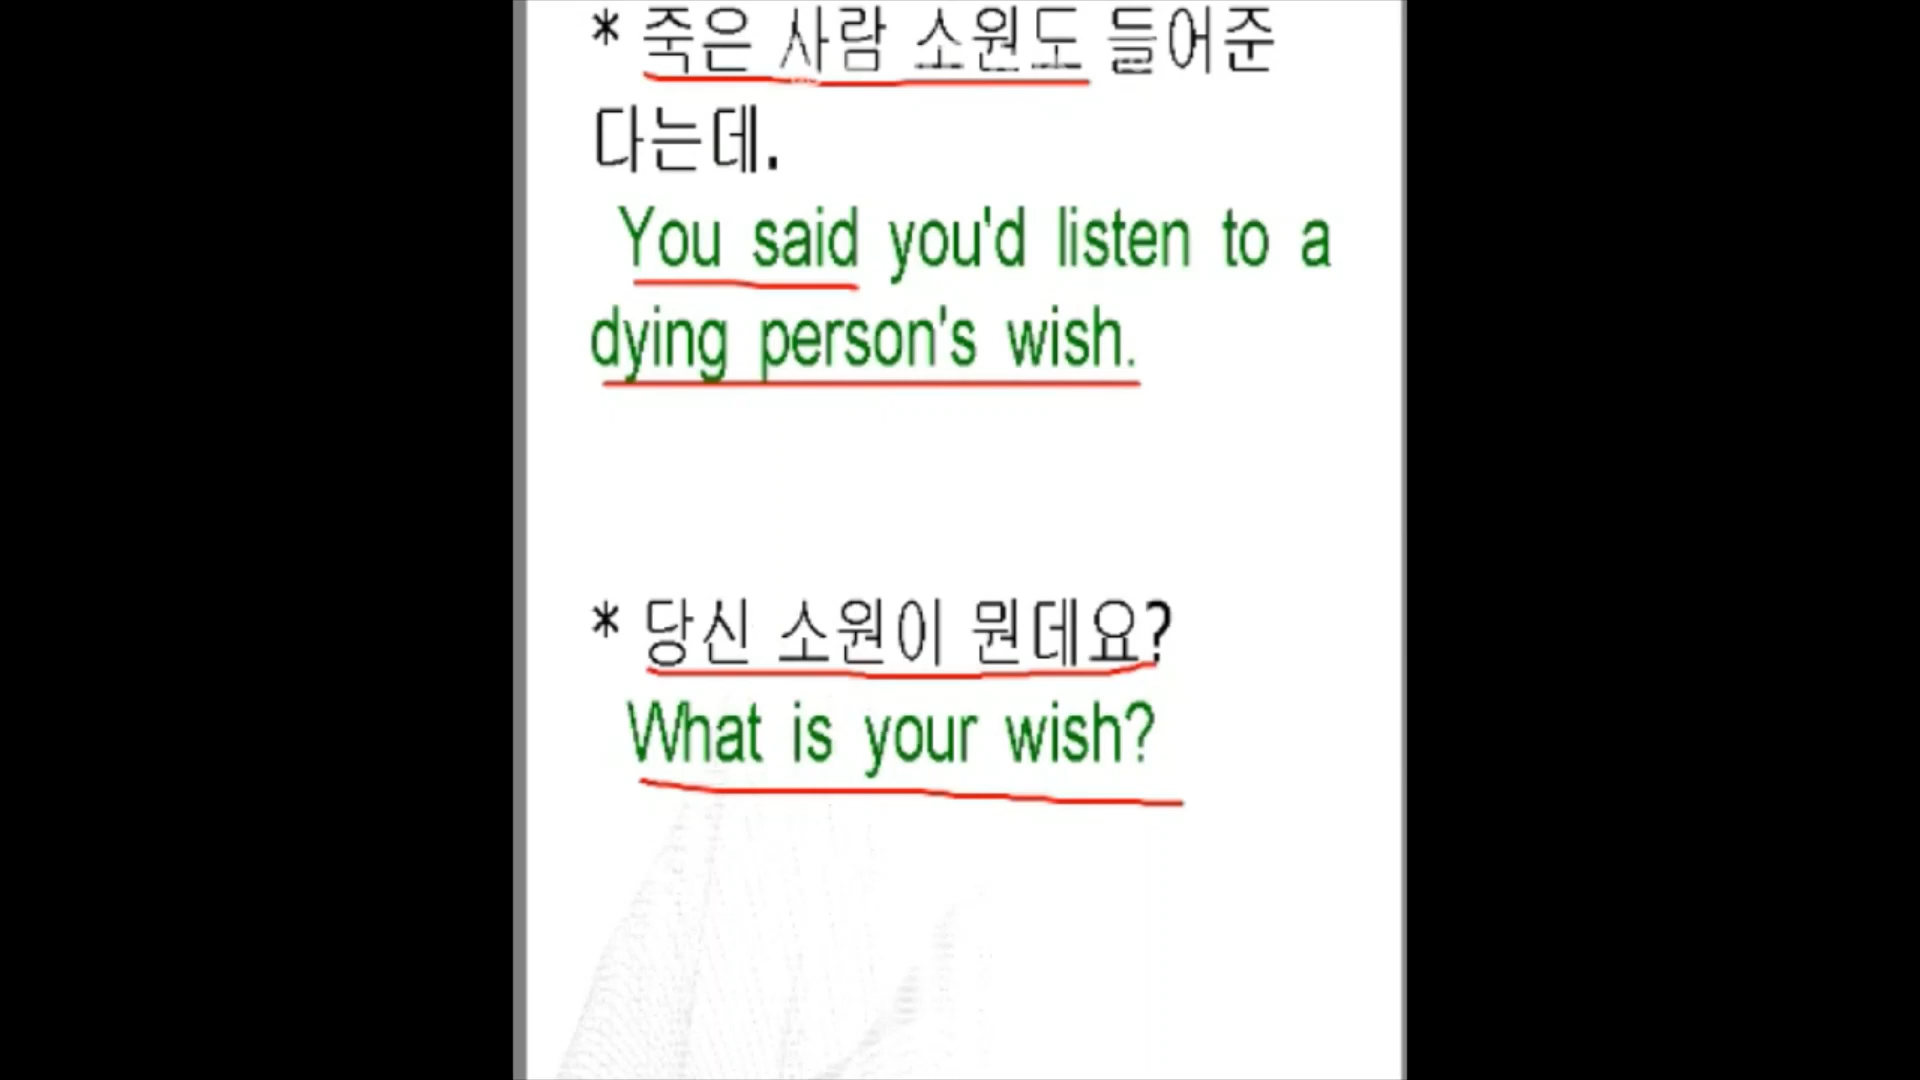 * 죽은 사람 소원도 들어준
다는데.
You said you'd listen to a
dying person's wish.
* 당신 소원이 뭔데요?
What is your wish?